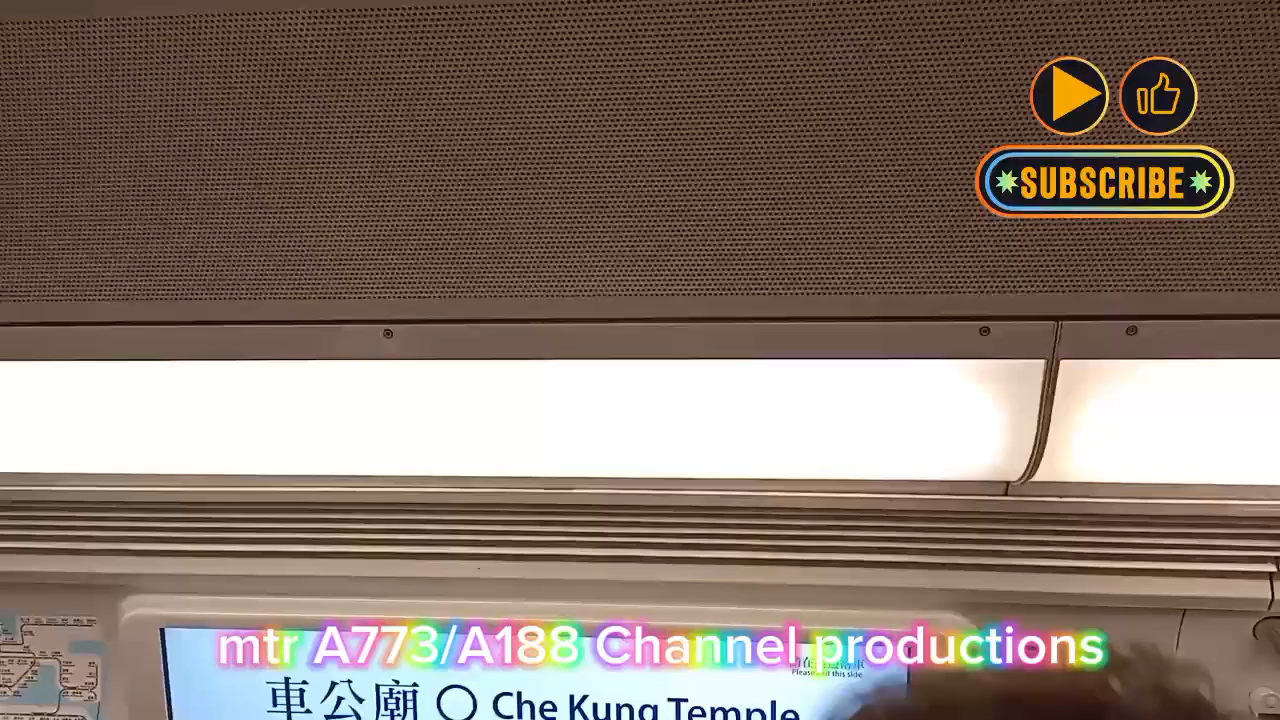 SUBSCRIBE
mtr A773/A188 Channel productions
Please exit this side
車公廟 Che Kung Temple